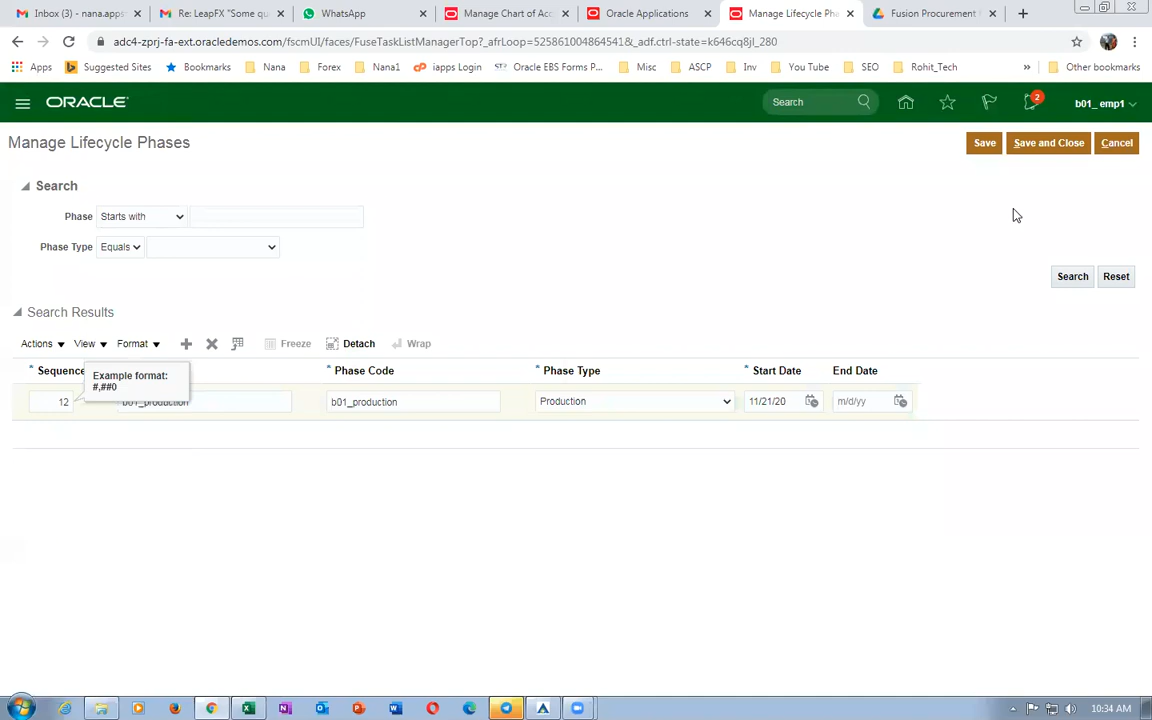 Inbox (3) - nana.apps
Re: LeapFX "Some qu
WhatsApp
Manage Chart of Acc
Oracle Applications
Manage Lifecycle Pha
Fusion Procurement
adc4-zprj-fa-ext.oracledemos.com/fscmUI/faces/FuseTaskListManagerTop?_afrLoop=525861004864541&_adf.ctrl-state=k646cq8jl_280
Apps Suggested Sites Bookmarks Nana Forex Nana1 iapps Login Oracle EBS Forms P... Misc ASCP Inv You Tube SEO Rohit_Tech » Other bookmarks
ORACLE Search 2 b01_ emp1
Manage Lifecycle Phases Save Save and Close Cancel
Search
Phase Starts with
Phase Type Equals
Search Reset
Search Results
Actions View Format Freeze Detach Wrap
* Sequenc * Phase Code * Phase Type * Start Date End Date
Example format:
#,##0
12 b01_production b01_production Production 11/21/20 m/d/yy
10:34 AM